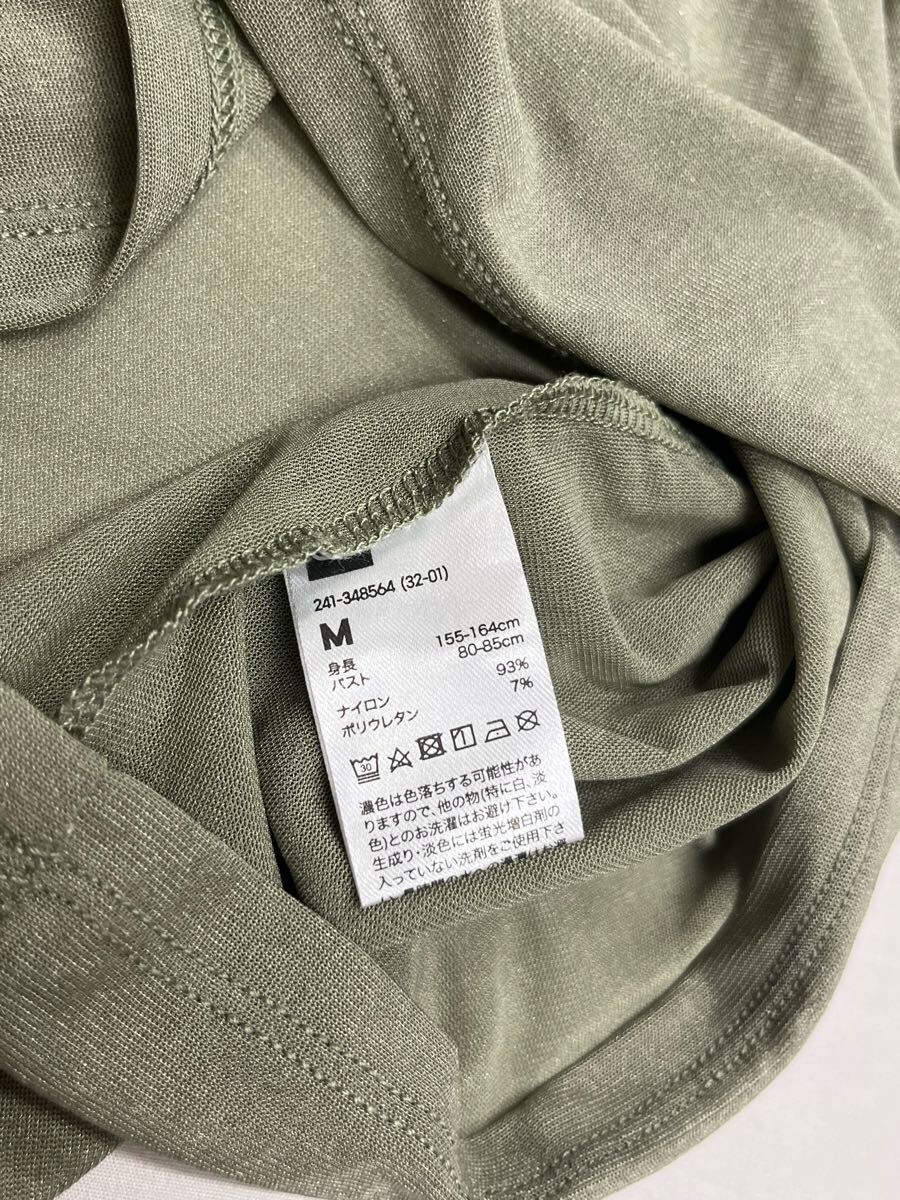 241-348564 (32-01)
M
身長 155-164cm
バスト 80-85cm
ナイロン 93%
ポリウレタン 7%
30
濃色は色落ちする可能性があ
りますので、他の物(特に白、淡
色)とのお洗濯はお避け下さい。
生成り・淡色には蛍光増白剤の
入っていない洗剤をご使用下さ